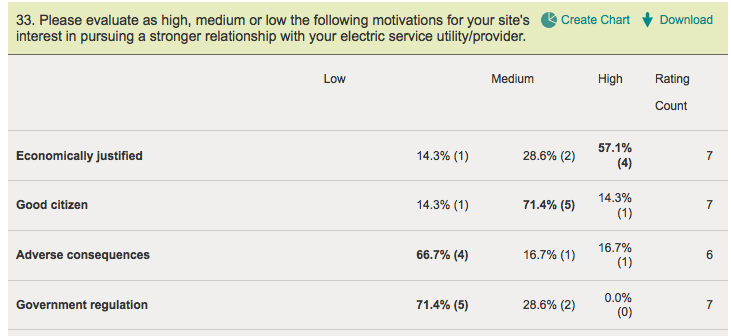 33. Please evaluate as high, medium or low the following motivations for your site's
interest in pursuing a stronger relationship with your electric service utility/provider.
Create Chart Download
Low Medium High Rating
Count
Economically justified 14.3% (1) 28.6% (2) 57.1%
(4) 7
Good citizen 14.3% (1) 71.4% (5) 14.3%
(1) 7
Adverse consequences 66.7% (4) 16.7% (1) 16.7%
(1) 6
Government regulation 71.4% (5) 28.6% (2) 0.0%
(0) 7